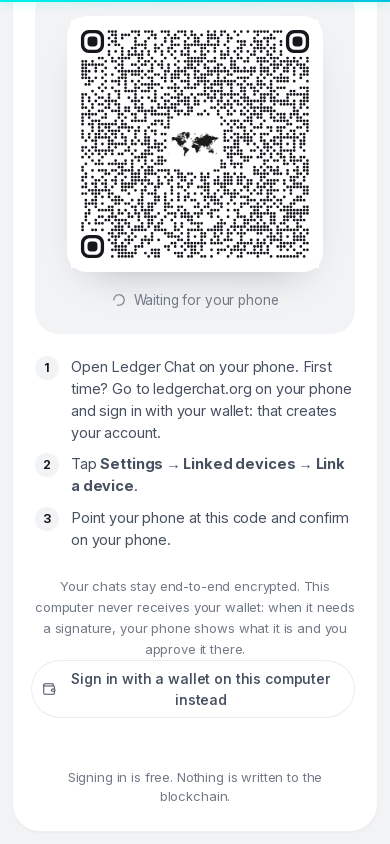 Waiting for your phone
1 Open Ledger Chat on your phone. First
time? Go to ledgerchat.org on your phone
and sign in with your wallet: that creates
your account.
2 Tap Settings → Linked devices → Link
a device.
3 Point your phone at this code and confirm
on your phone.
Your chats stay end-to-end encrypted. This
computer never receives your wallet: when it needs
a signature, your phone shows what it is and you
approve it there.
Sign in with a wallet on this computer
instead
Signing in is free. Nothing is written to the
blockchain.